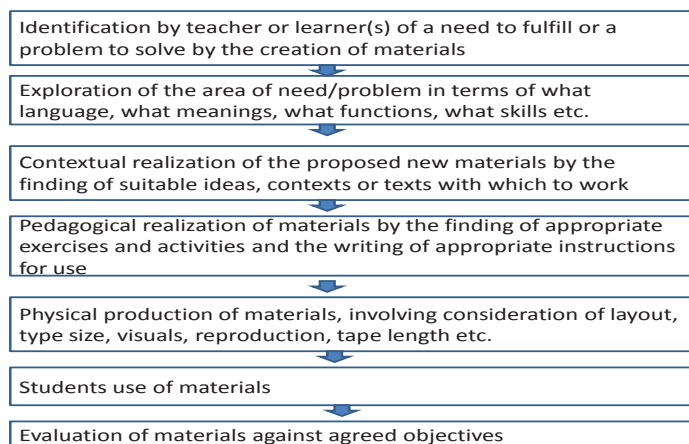 Identification by teacher or learner(s) of a need to fulfill or a
problem to solve by the creation of materials
Exploration of the area of need/problem in terms of what
language, what meanings, what functions, what skills etc.
Contextual realization of the proposed new materials by the
finding of suitable ideas, contexts or texts with which to work
Pedagogical realization of materials by the finding of appropriate
exercises and activities and the writing of appropriate instructions
for use
Physical production of materials, involving consideration of layout,
type size, visuals, reproduction, tape length etc.
Students use of materials
Evaluation of materials against agreed objectives